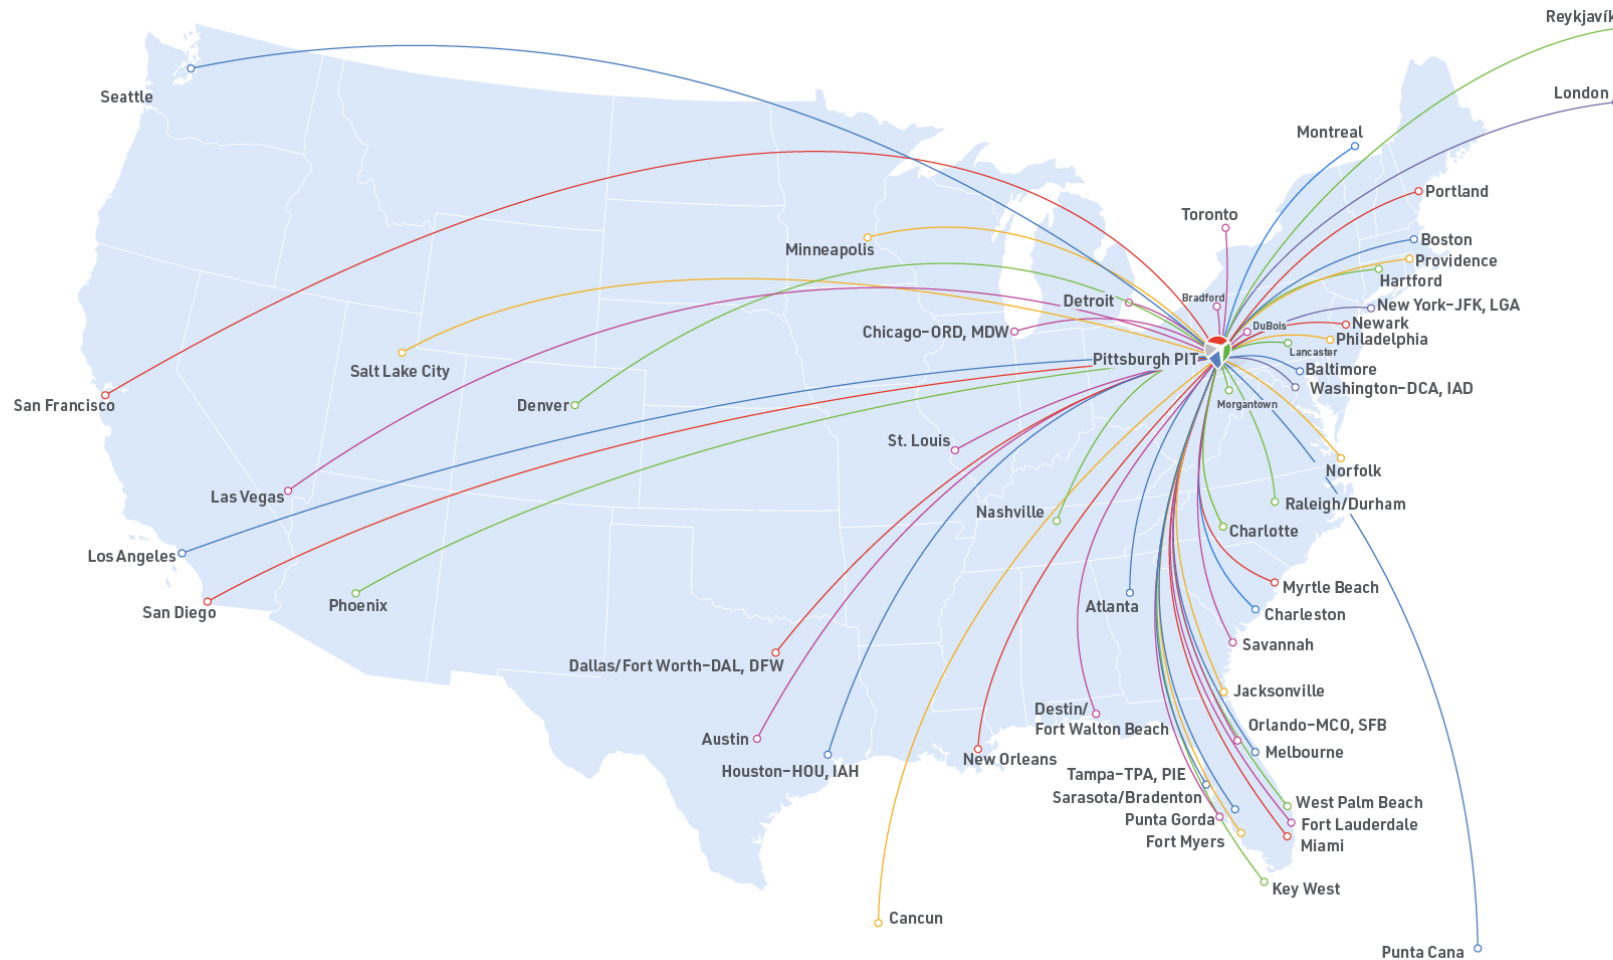 Reykjavík
London
Seattle
Montreal
Portland
Toronto
Boston
Minneapolis
Providence
Hartford
Detroit
Bradford
New York-JFK, LGA
Chicago-ORD, MDW
DuBois
Newark
Philadelphia
Lancaster
Pittsburgh PIT
Salt Lake City
Baltimore
Washington-DCA, IAD
San Francisco
Denver
Morgantown
St. Louis
Norfolk
Las Vegas
Nashville
Raleigh/Durham
Charlotte
Los Angeles
San Diego
Phoenix
Atlanta
Myrtle Beach
Charleston
Savannah
Dallas/Fort Worth-DAL, DFW
Jacksonville
Destin/
Fort Walton Beach
Orlando-MCO, SFB
Austin
Melbourne
New Orleans
Houston-HOU, IAH
Tampa-TPA, PIE
Sarasota/Bradenton
West Palm Beach
Punta Gorda
Fort Lauderdale
Fort Myers
Miami
Key West
Cancun
Punta Cana